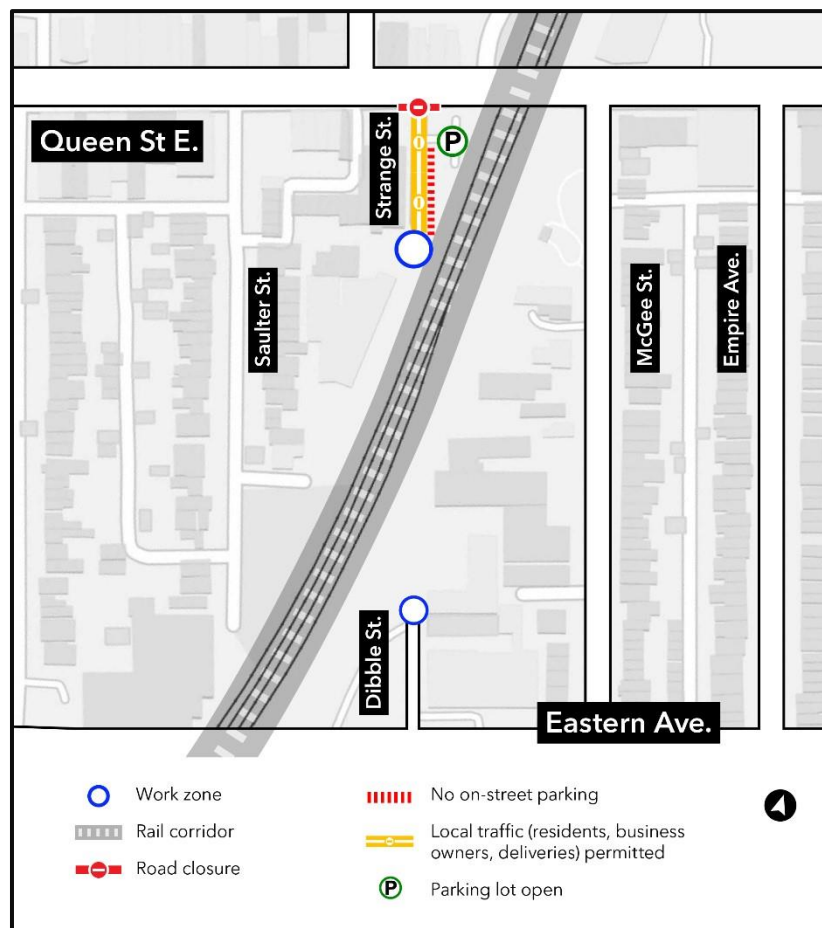 Queen St E.
Strange St.
P
Saulter St.
McGee St.
Empire Ave.
Dibble St.
Eastern Ave.
Work zone
Rail corridor
Road closure
No on-street parking
Local traffic (residents, business
owners, deliveries) permitted
P
Parking lot open